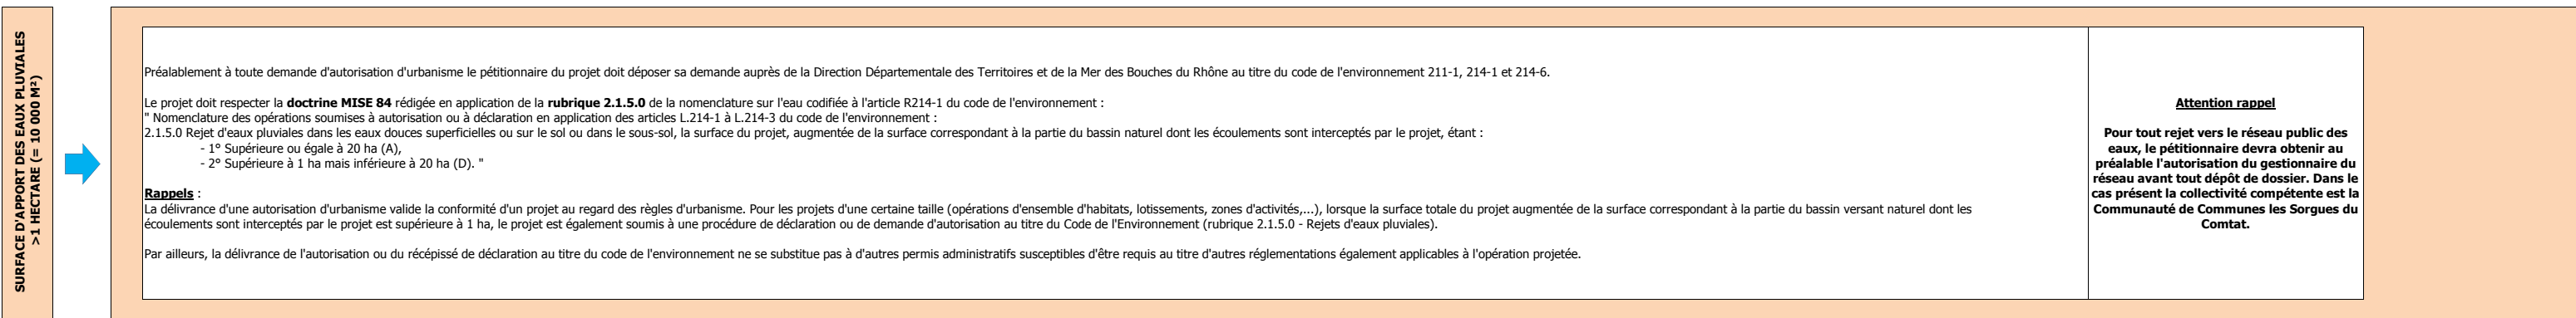 SURFACE D'APPORT DES EAUX PLUVIALES
>1 HECTARE (= 10 000 M²)
Préalablement à toute demande d'autorisation d'urbanisme le pétitionnaire du projet doit déposer sa demande auprès de la Direction Départementale des Territoires et de la Mer des Bouches du Rhône au titre du code de l'environnement 211-1, 214-1 et 214-6.
Le projet doit respecter la doctrine MISE 84 rédigée en application de la rubrique 2.1.5.0 de la nomenclature sur l'eau codifiée à l'article R214-1 du code de l'environnement :
" Nomenclature des opérations soumises à autorisation ou à déclaration en application des articles L.214-1 à L.214-3 du code de l'environnement :
2.1.5.0 Rejet d'eaux pluviales dans les eaux douces superficielles ou sur le sol ou dans le sous-sol, la surface du projet, augmentée de la surface correspondant à la partie du bassin naturel dont les écoulements sont interceptés par le projet, étant :
- 1° Supérieure ou égale à 20 ha (A),
- 2° Supérieure à 1 ha mais inférieure à 20 ha (D). "
Rappels :
La délivrance d'une autorisation d'urbanisme valide la conformité d'un projet au regard des règles d'urbanisme. Pour les projets d'une certaine taille (opérations d'ensemble d'habitats, lotissements, zones d'activités,...), lorsque la surface totale du projet augmentée de la surface correspondant à la partie du bassin versant naturel dont les
écoulements sont interceptés par le projet est supérieure à 1 ha, le projet est également soumis à une procédure de déclaration ou de demande d'autorisation au titre du Code de l'Environnement (rubrique 2.1.5.0 - Rejets d'eaux pluviales).
Par ailleurs, la délivrance de l'autorisation ou du récépissé de déclaration au titre du code de l'environnement ne se substitue pas à d'autres permis administratifs susceptibles d'être requis au titre d'autres réglementations également applicables à l'opération projetée.
Attention rappel
Pour tout rejet vers le réseau public des
eaux, le pétitionnaire devra obtenir au
préalable l'autorisation du gestionnaire du
réseau avant tout dépôt de dossier. Dans le
cas présent la collectivité compétente est la
Communauté de Communes les Sorgues du
Comtat.